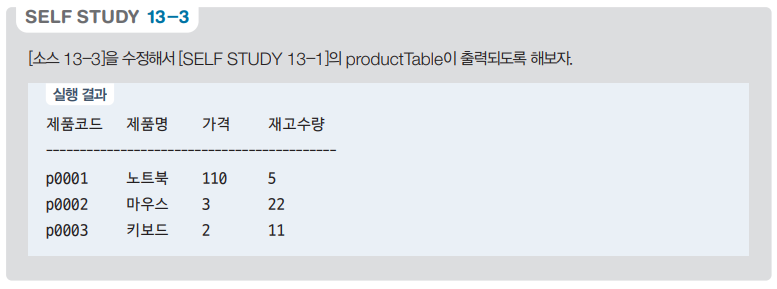 SELF STUDY 13-3
[소스 13-3]을 수정해서 [SELF STUDY 13-1]의 productTable이 출력되도록 해보자.
실행 결과
제품코드 제품명 가격 재고수량
-------------------------------------------
p0001 노트북 110 5
p0002 마우스 3 22
p0003 키보드 2 11